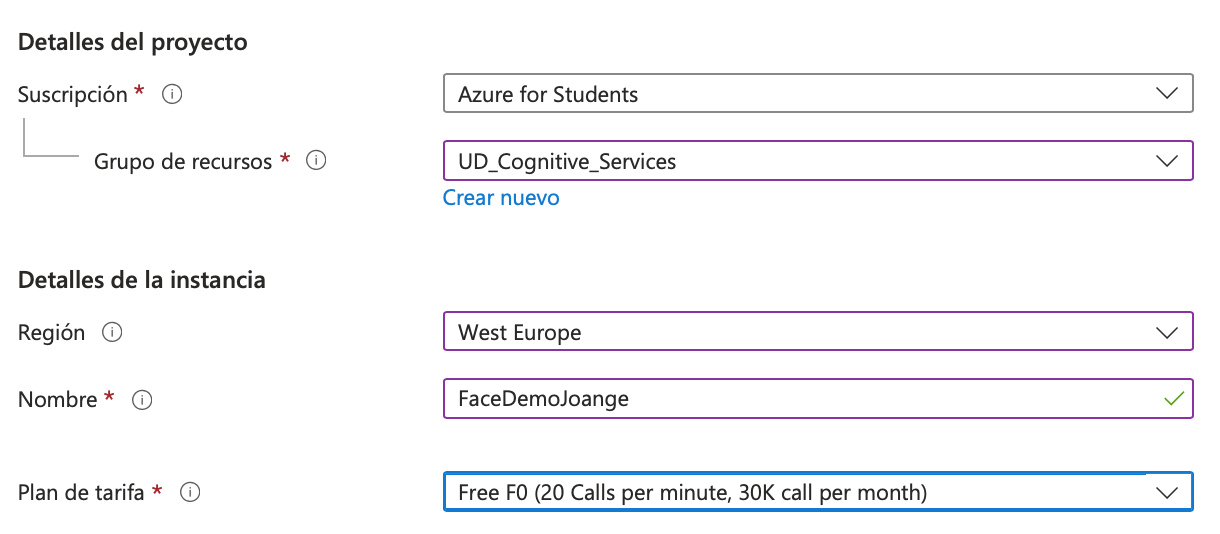 Detalles del proyecto
Suscripción *
Azure for Students
Grupo de recursos *
UD_Cognitive_Services
Crear nuevo
Detalles de la instancia
Región
West Europe
Nombre *
FaceDemoJoange
Plan de tarifa *
Free F0 (20 Calls per minute, 30K call per month)